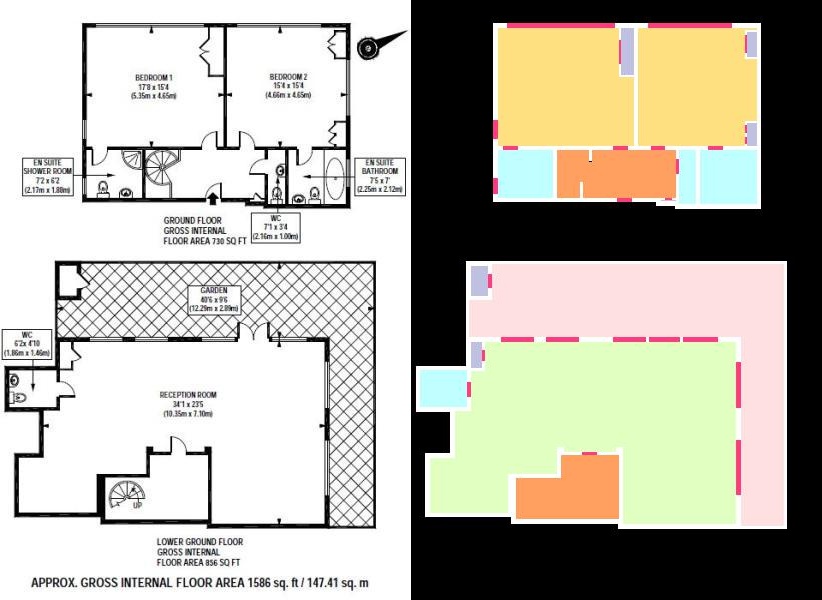 BEDROOM 1
17'8 x 15'4
(5.35m x 4.65m)
BEDROOM 2
15'4 x 15'4
(4.66m x 4.65m)
EN SUITE
SHOWER ROOM
7'2 x 6'2
(2.17m x 1.88m)
EN SUITE
BATHROOM
7'5 x 7'
(2.25m x 2.12m)
WC
7'1 x 3'4
(2.16m x 1.00m)
GROUND FLOOR
GROSS INTERNAL
FLOOR AREA 730 SQ FT
GARDEN
40'6 x 9'6
(12.29m x 2.89m)
WC
6'2x 4'10
(1.86m x 1.46m)
RECEPTION ROOM
34'1 x 23'5
(10.35m x 7.10m)
UP
LOWER GROUND FLOOR
GROSS INTERNAL
FLOOR AREA 856 SQ FT
APPROX. GROSS INTERNAL FLOOR AREA 1586 sq. ft / 147.41 sq. m